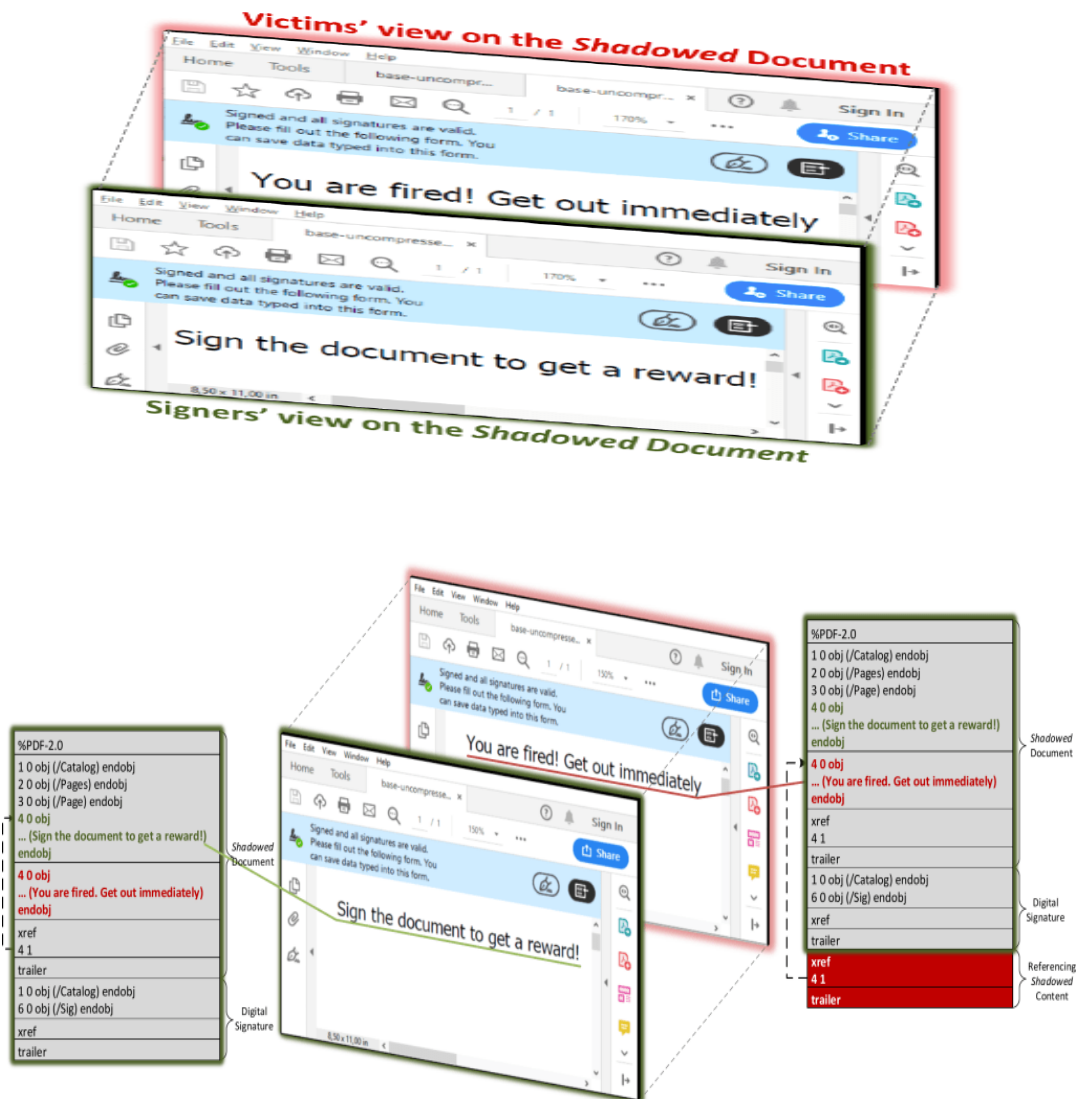 Victims' view on the Shadowed Document
File Edit View Window Help
Home Tools base-uncompr... base-uncompr... × Sign In
1 / 1 170% ...
Signed and all signatures are valid.
Please fill out the following form. You
can save data typed into this form.
Share
You are fired! Get out immediately
File Edit View Window Help
Home Tools base-uncompresse... × Sign In
1 / 1 170% ...
Signed and all signatures are valid.
Please fill out the following form. You
can save data typed into this form.
Share
Sign the document to get a reward!
8,50 x 11,00 in
Signers' view on the Shadowed Document
File Edit View Window Help
Home Tools base-uncompresse... × Sign In
1 / 1 150% ...
Signed and all signatures are valid.
Please fill out the following form. You
can save data typed into this form.
Share
You are fired! Get out immediately
File Edit View Window Help
Home Tools base-uncompresse... × Sign In
1 / 1 150% ...
Signed and all signatures are valid.
Please fill out the following form. You
can save data typed into this form.
Share
Sign the document to get a reward!
8,50 x 11,00 in
%PDF-2.0
1 0 obj (/Catalog) endobj
2 0 obj (/Pages) endobj
3 0 obj (/Page) endobj
4 0 obj
... (Sign the document to get a reward!)
endobj
4 0 obj
... (You are fired. Get out immediately)
endobj
xref
4 1
trailer
1 0 obj (/Catalog) endobj
6 0 obj (/Sig) endobj
xref
trailer
Shadowed
Document
Digital
Signature
%PDF-2.0
1 0 obj (/Catalog) endobj
2 0 obj (/Pages) endobj
3 0 obj (/Page) endobj
4 0 obj
... (Sign the document to get a reward!)
endobj
4 0 obj
... (You are fired. Get out immediately)
endobj
xref
4 1
trailer
1 0 obj (/Catalog) endobj
6 0 obj (/Sig) endobj
xref
trailer
xref
4 1
trailer
Shadowed
Document
Digital
Signature
Referencing
Shadowed
Content